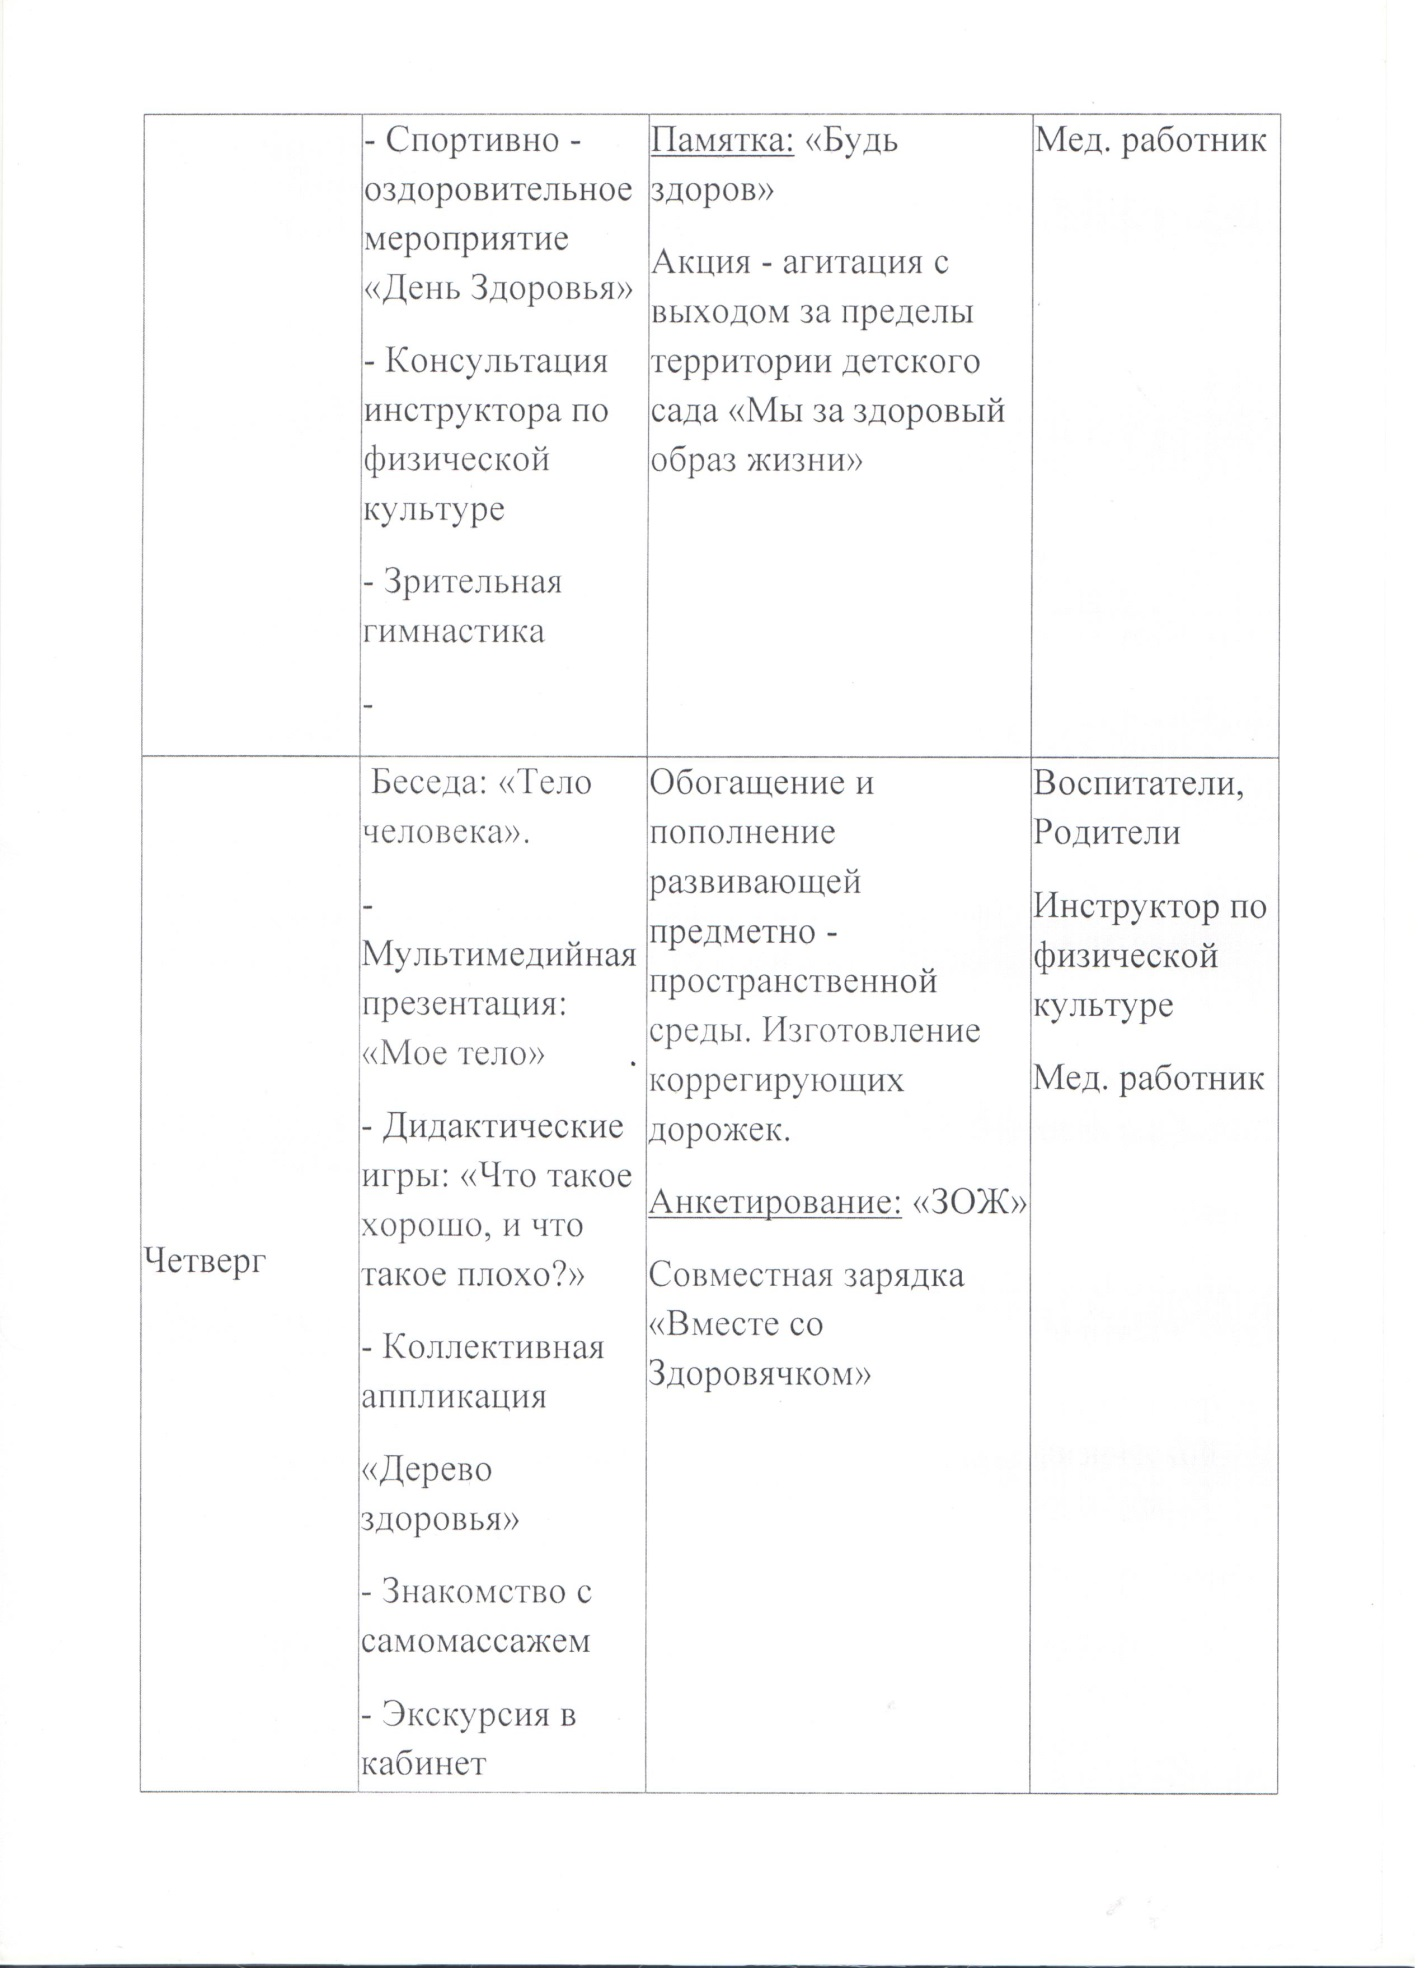 - Спортивно -
оздоровительное
мероприятие
«День Здоровья»
- Консультация
инструктора по
физической
культуре
- Зрительная
гимнастика
-
Памятка: «Будь
здоров»
Акция - агитация с
выходом за пределы
территории детского
сада «Мы за здоровый
образ жизни»
Мед. работник
Четверг
Беседа: «Тело
человека».
-
Мультимедийная
презентация:
«Мое тело» .
- Дидактические
игры: «Что такое
хорошо, и что
такое плохо?»
- Коллективная
аппликация
«Дерево
здоровья»
- Знакомство с
самомассажем
- Экскурсия в
кабинет
Обогащение и
пополнение
развивающей
предметно -
пространственной
среды. Изготовление
коррегирующих
дорожек.
Анкетирование: «ЗОЖ»
Совместная зарядка
«Вместе со
Здоровячком»
Воспитатели,
Родители
Инструктор по
физической
культуре
Мед. работник